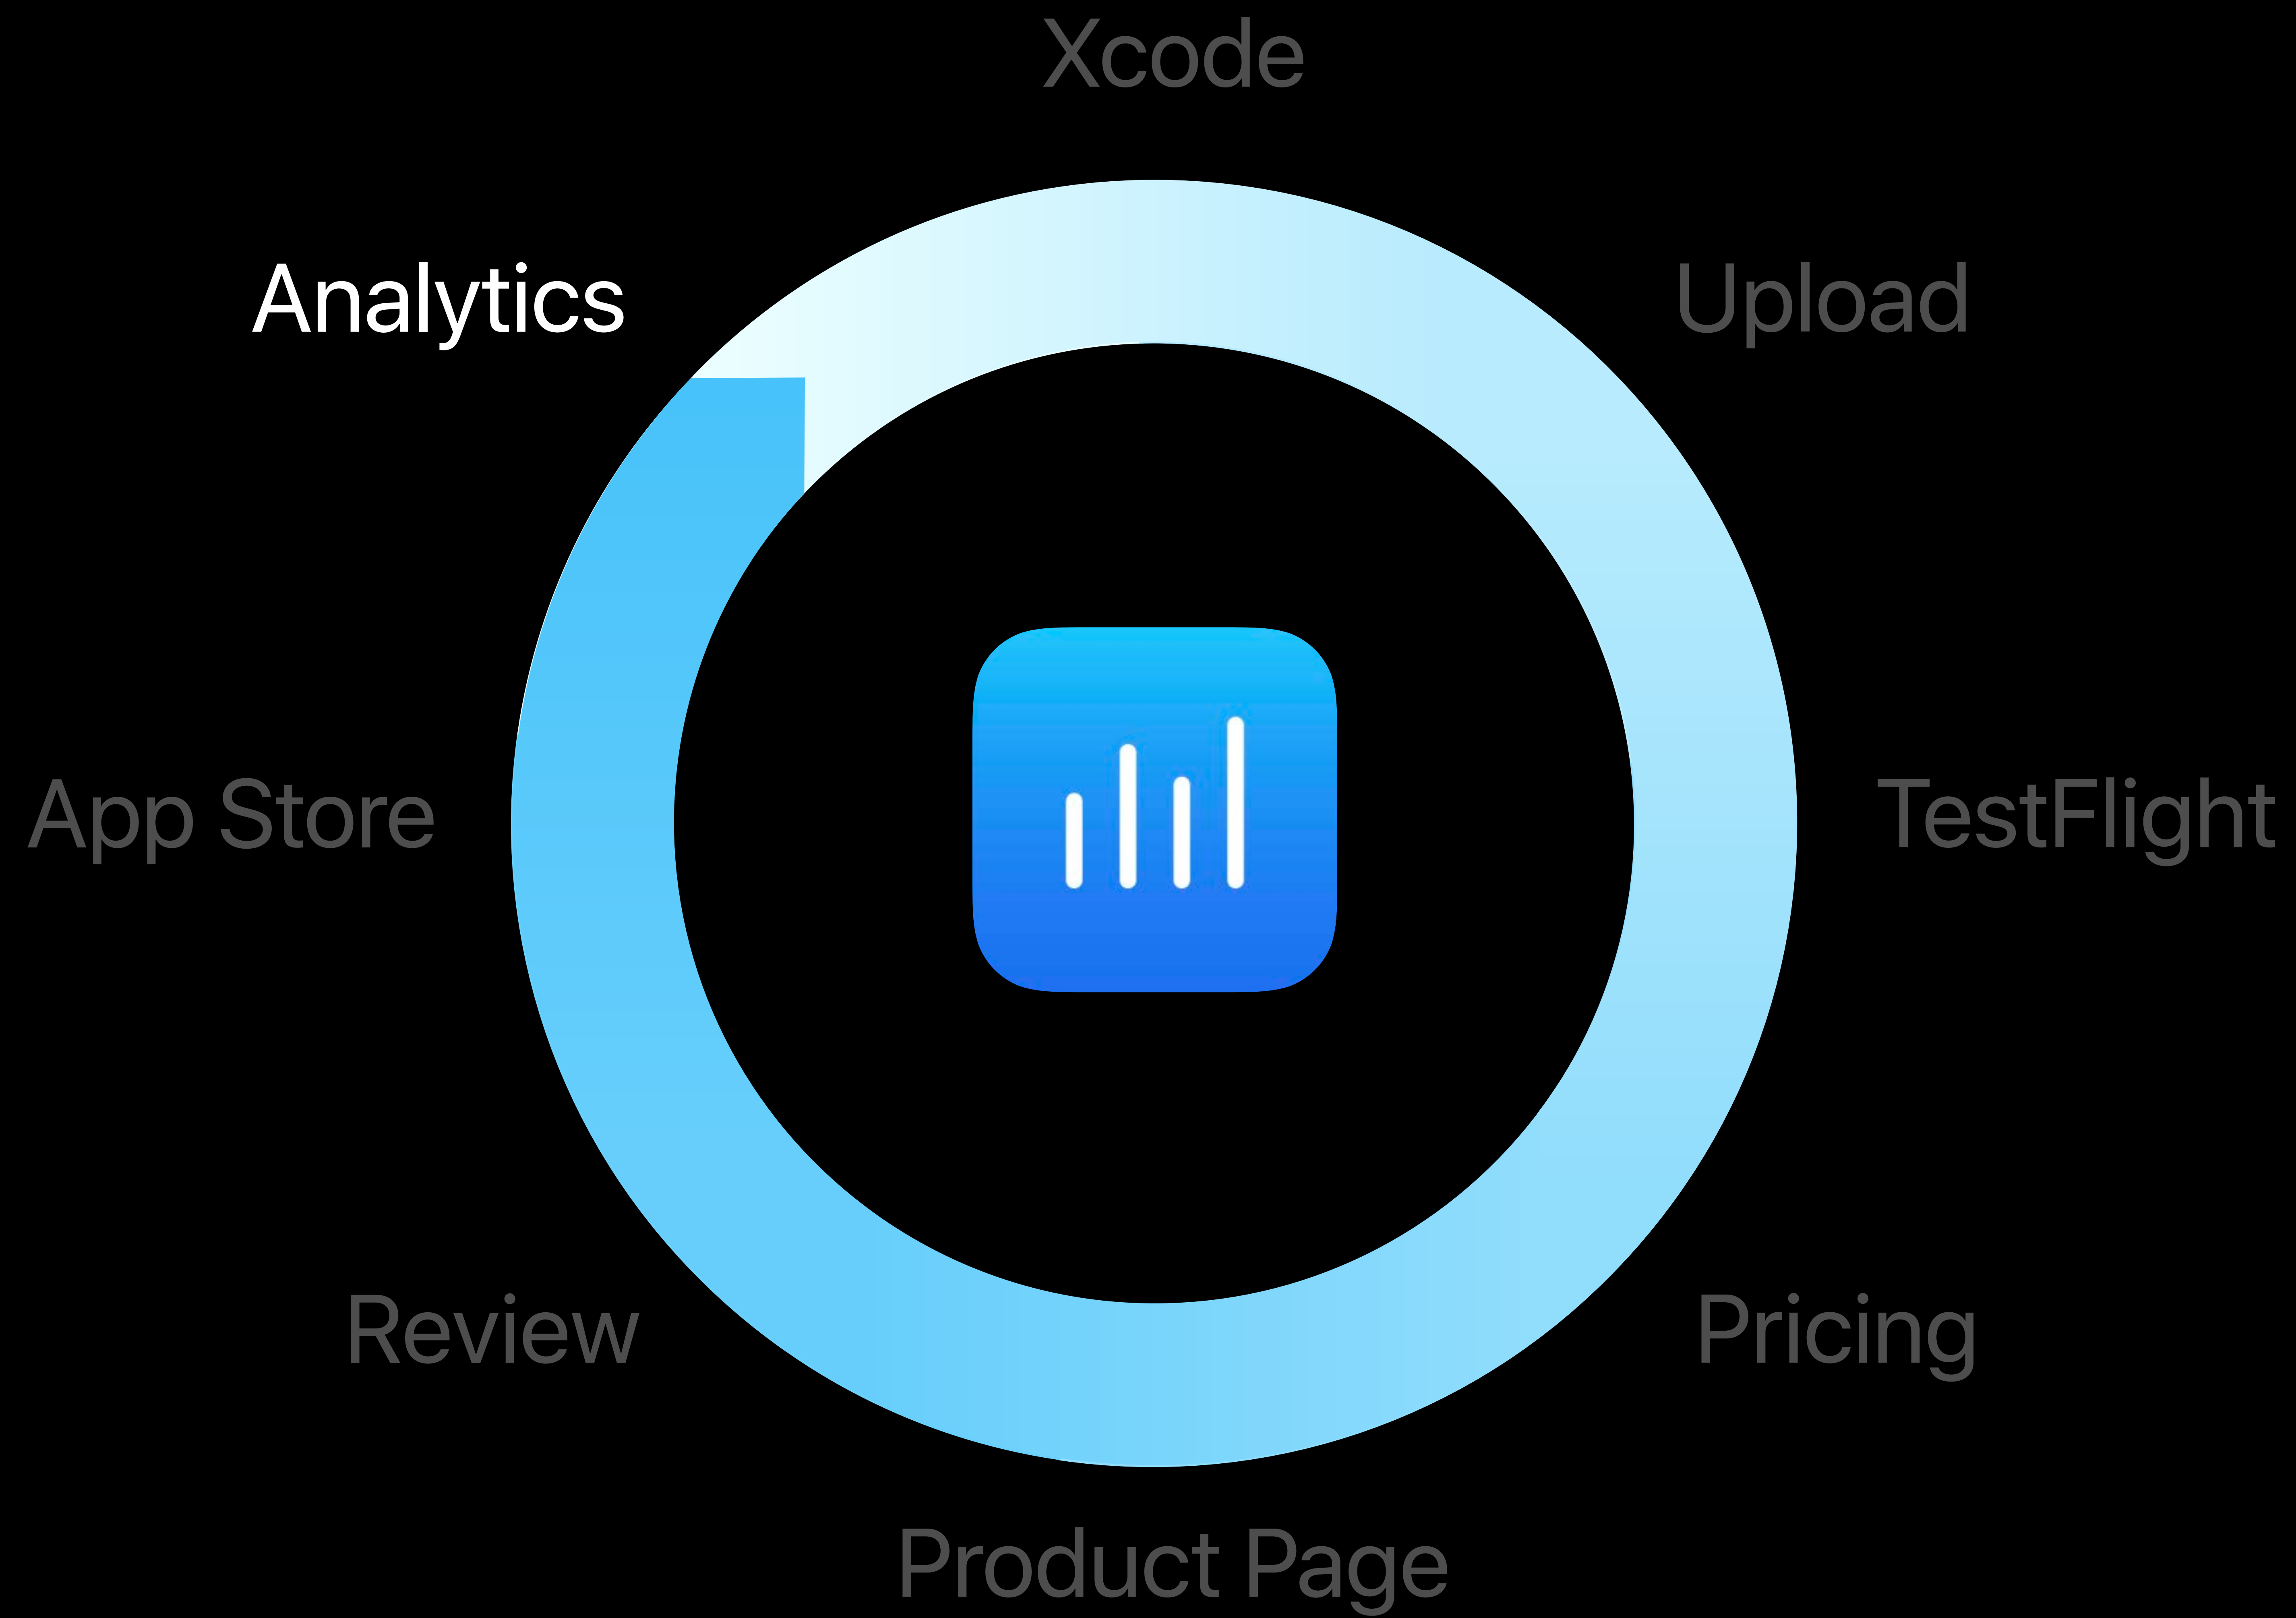 Xcode
Analytics
Upload
App Store
TestFlight
Review
Pricing
Product Page